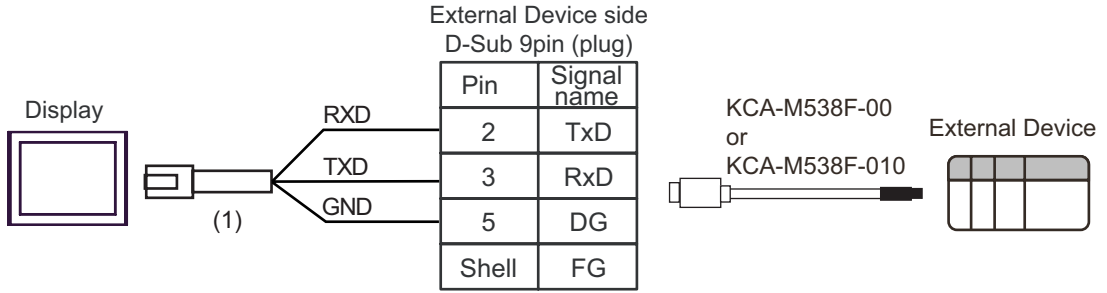 External Device side
D-Sub 9pin (plug)
Pin Signal name
Display
RXD 2 TxD
TXD 3 RxD
GND 5 DG
Shell FG
(1)
KCA-M538F-00
or
KCA-M538F-010
External Device